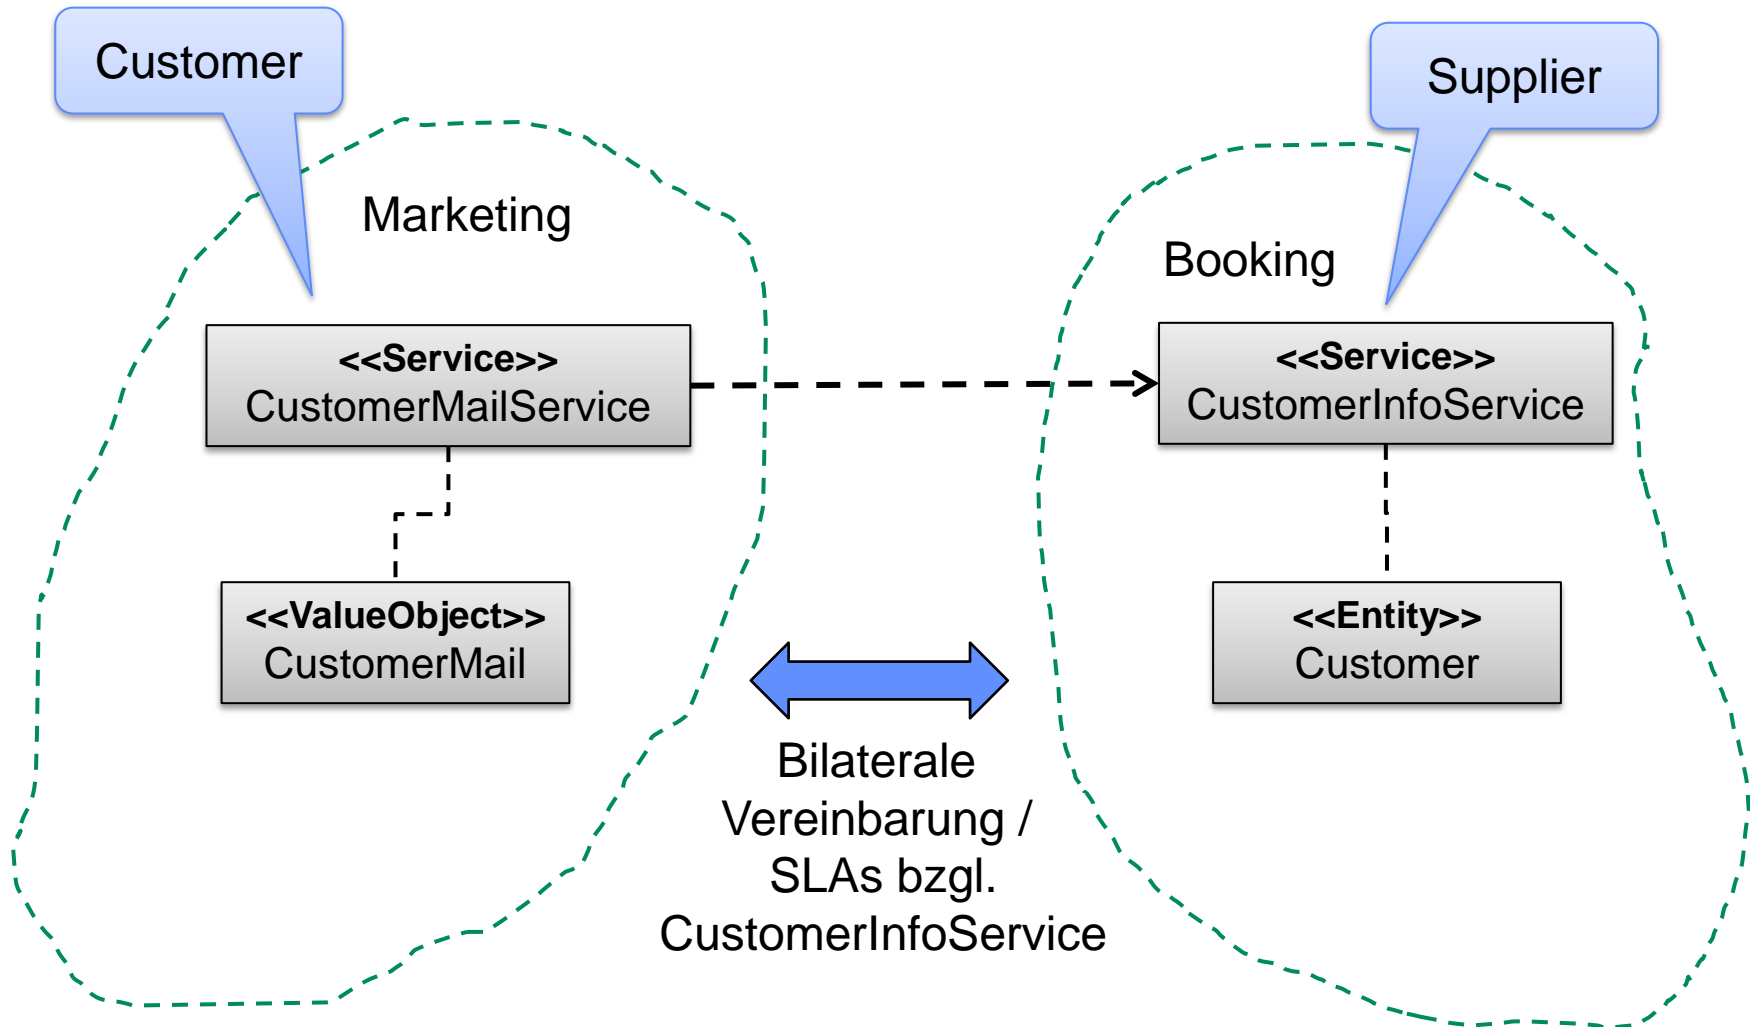 Customer
Supplier
Marketing
Booking
<<Service>>
CustomerMailService
<<Service>>
CustomerInfoService
<<ValueObject>>
CustomerMail
<<Entity>>
Customer
Bilaterale
Vereinbarung /
SLAs bzgl.
CustomerInfoService